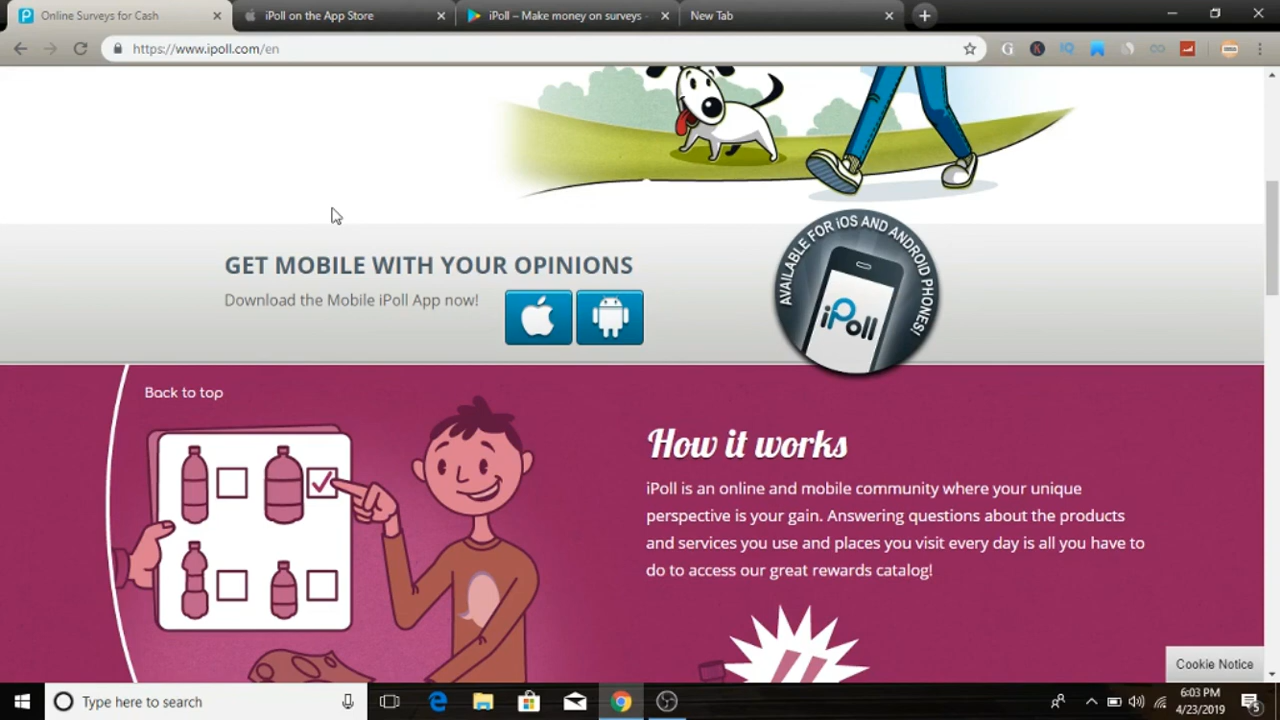 Online Surveys for Cash
iPoll on the App Store
iPoll – Make money on surveys
New Tab
https://www.ipoll.com/en
AVAILABLE FOR iOS AND ANDROID PHONES!
iPoll
GET MOBILE WITH YOUR OPINIONS
Download the Mobile iPoll App now!
Back to top
How it works
iPoll is an online and mobile community where your unique
perspective is your gain. Answering questions about the products
and services you use and places you visit every day is all you have to
do to access our great rewards catalog!
Cookie Notice
Type here to search
6:03 PM
4/23/2019
5